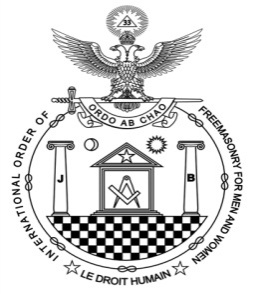 33
ORDO AB CHAO
INTERNATIONAL ORDER OF
FREEMASONRY FOR MEN AND WOMEN
J
B
G
LE DROIT HUMAIN